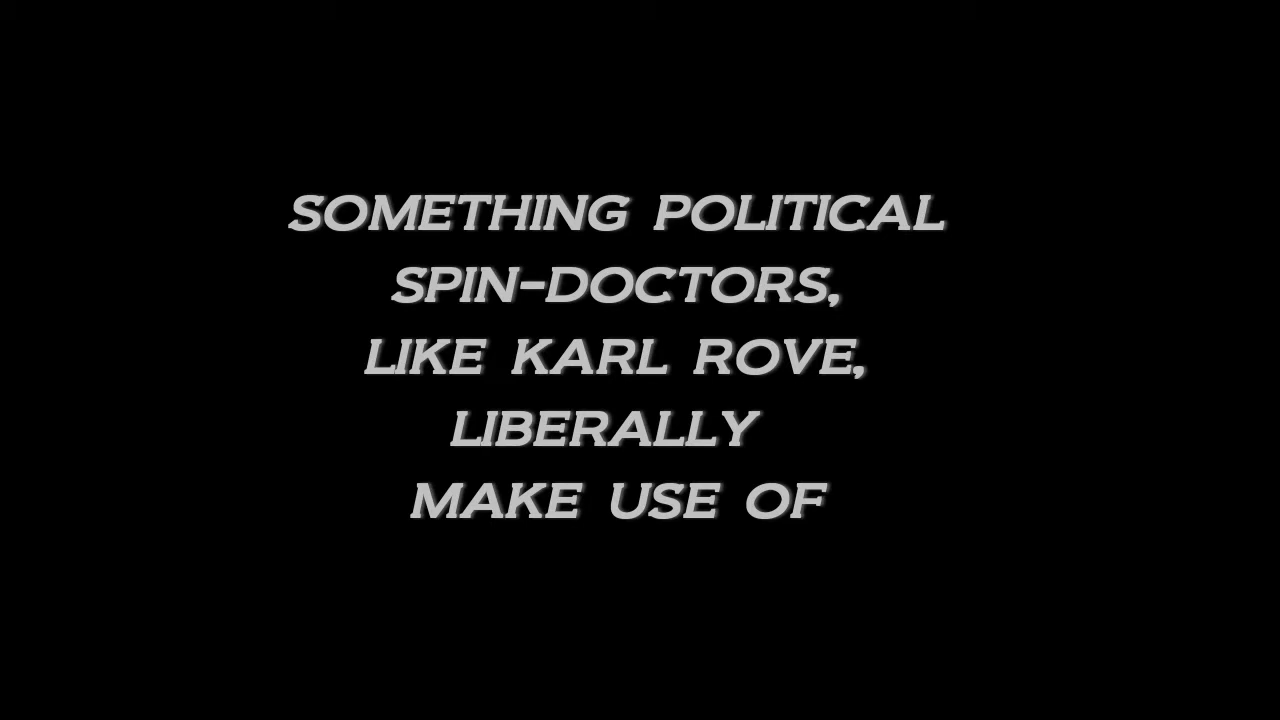 SOMETHING POLITICAL
SPIN-DOCTORS,
LIKE KARL ROVE,
LIBERALLY
MAKE USE OF